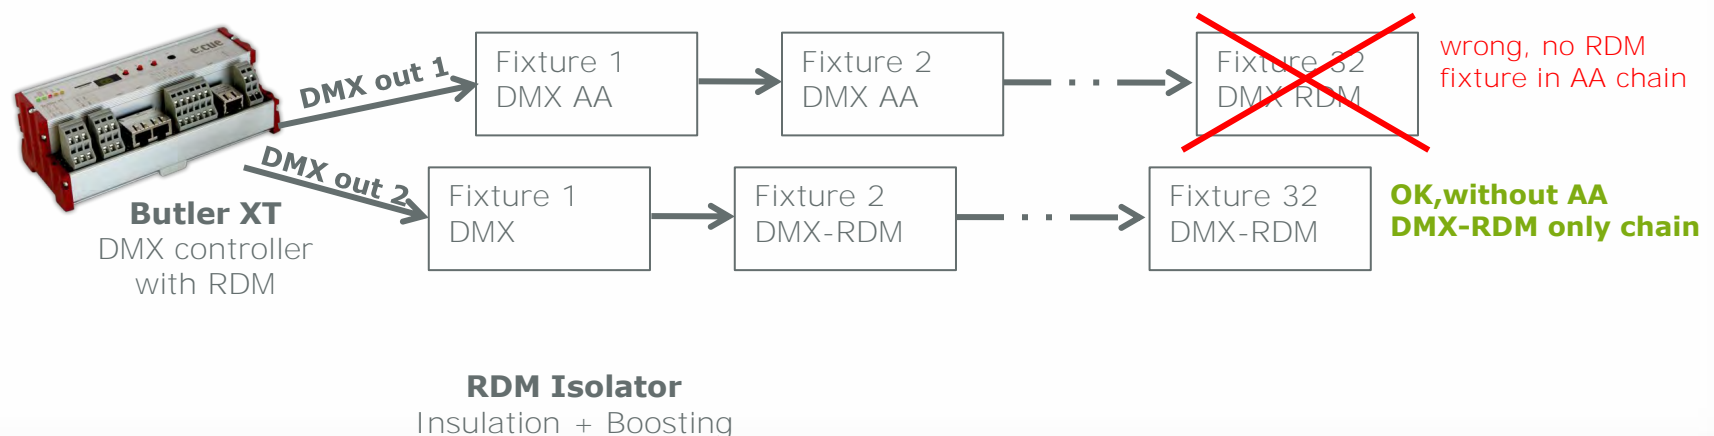 e:cue
DMX out 1
Fixture 1
DMX AA
Fixture 2
DMX AA
Fixture 32
DMX RDM
wrong, no RDM
fixture in AA chain
DMX out 2
Fixture 1
DMX
Fixture 2
DMX-RDM
Fixture 32
DMX-RDM
OK,without AA
DMX-RDM only chain
Butler XT
DMX controller
with RDM
RDM Isolator
Insulation + Boosting